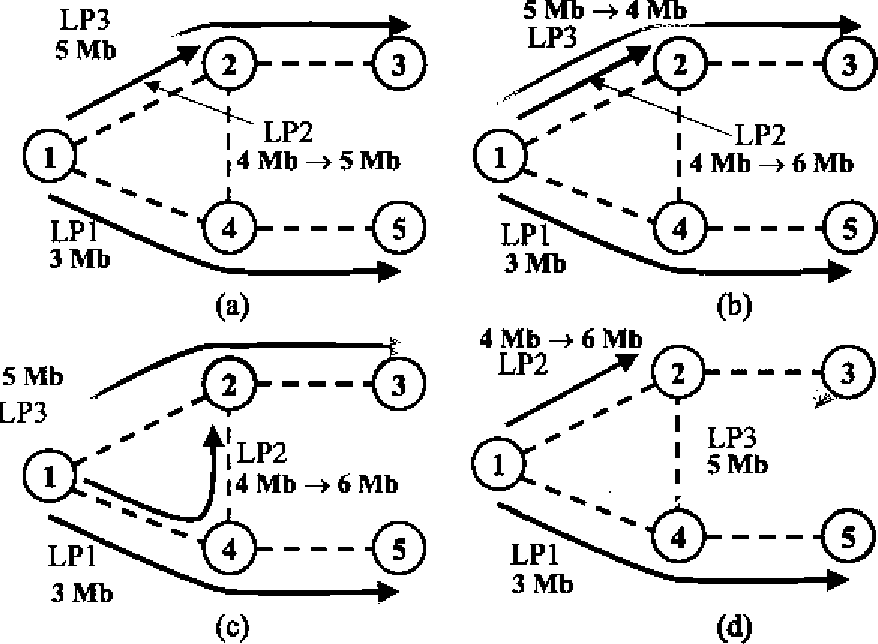 LP3
5 Mb
2
3
1
LP2
4 Mb → 5 Mb
4
5
LP1
3 Mb
(a)
5 Mb → 4 Mb
LP3
2
3
1
LP2
4 Mb → 6 Mb
4
5
LP1
3 Mb
(b)
5 Mb
LP3
2
3
1
LP2
4 Mb → 6 Mb
4
5
LP1
3 Mb
(c)
4 Mb → 6 Mb
LP2
2
3
1
LP3
5 Mb
4
5
LP1
3 Mb
(d)